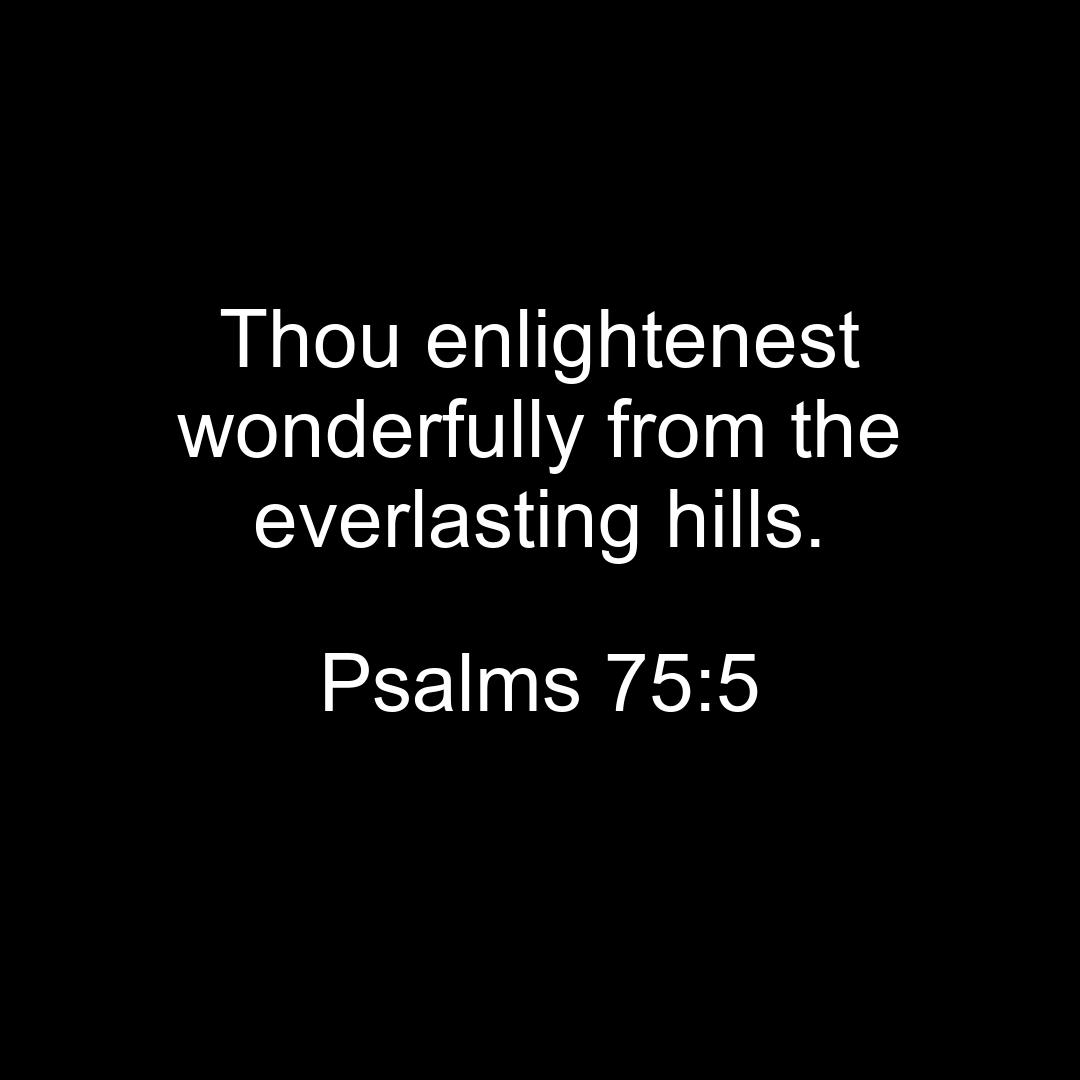 Thou enlightenest
wonderfully from the
everlasting hills.
Psalms 75:5